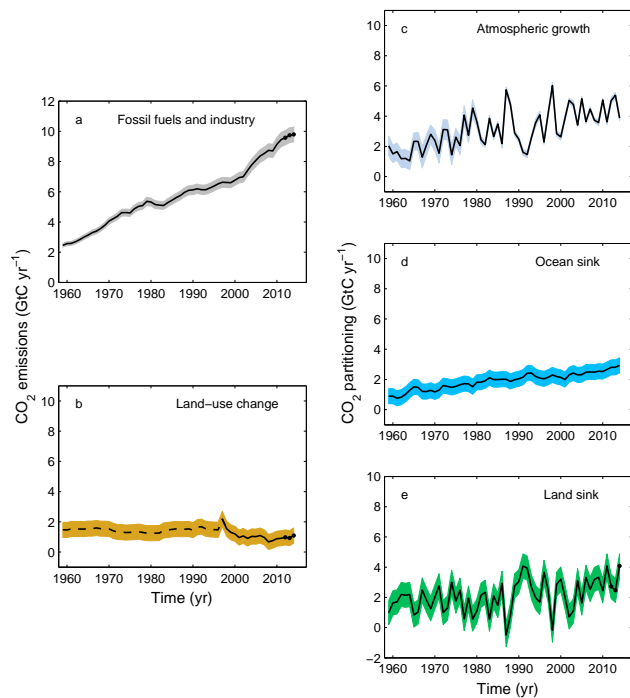 a Fossil fuels and industry
12
10
8
6
4
2
0
1960 1970 1980 1990 2000 2010
CO2 emissions (GtC yr−1)
b Land−use change
10
8
6
4
2
0
1960 1970 1980 1990 2000 2010
Time (yr)
c Atmospheric growth
10
8
6
4
2
0
1960 1970 1980 1990 2000 2010
CO2 partitioning (GtC yr−1)
d Ocean sink
10
8
6
4
2
0
1960 1970 1980 1990 2000 2010
e Land sink
10
8
6
4
2
0
−2
1960 1970 1980 1990 2000 2010
Time (yr)